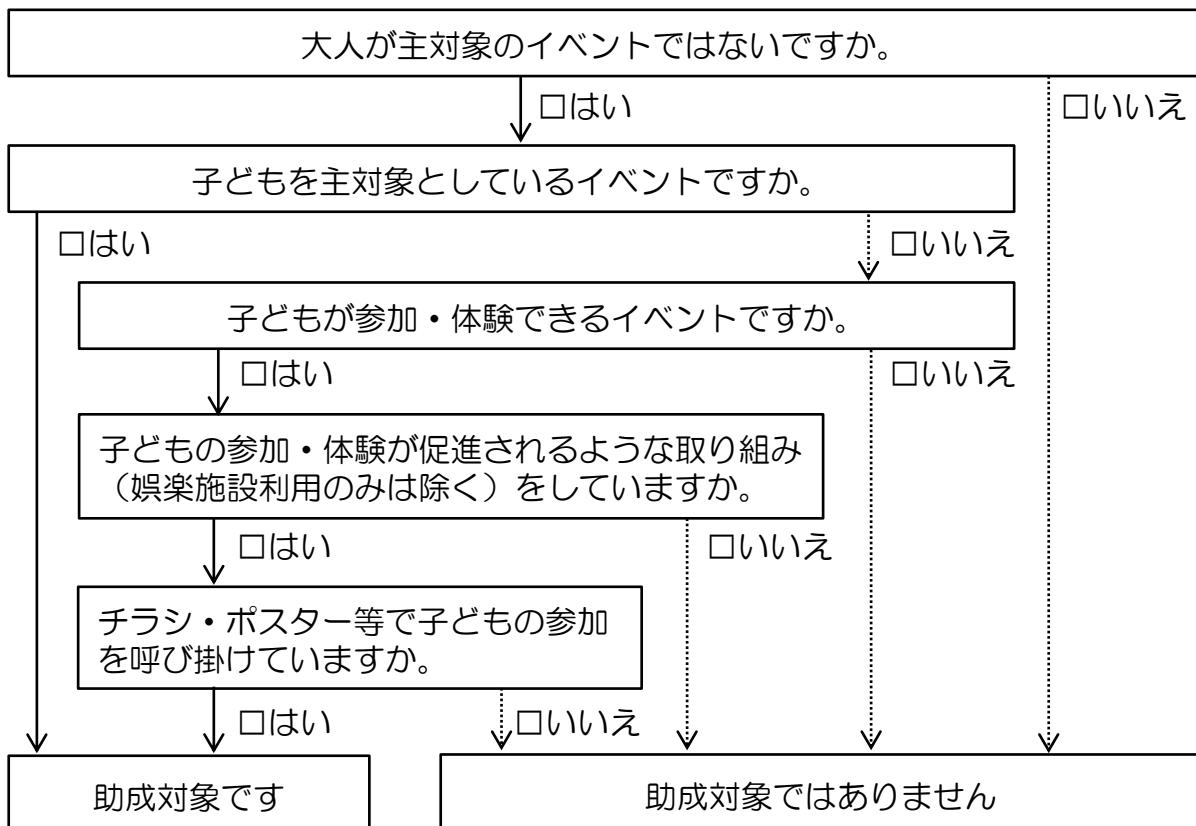 大人が主対象のイベントではないですか。
□はい
□いいえ
子どもを主対象としているイベントですか。
□はい
□いいえ
子どもが参加・体験できるイベントですか。
□はい
□いいえ
子どもの参加・体験が促進されるような取り組み
（娯楽施設利用のみは除く）をしていますか。
□はい
□いいえ
チラシ・ポスター等で子どもの参加
を呼び掛けていますか。
□はい
□いいえ
助成対象です
助成対象ではありません